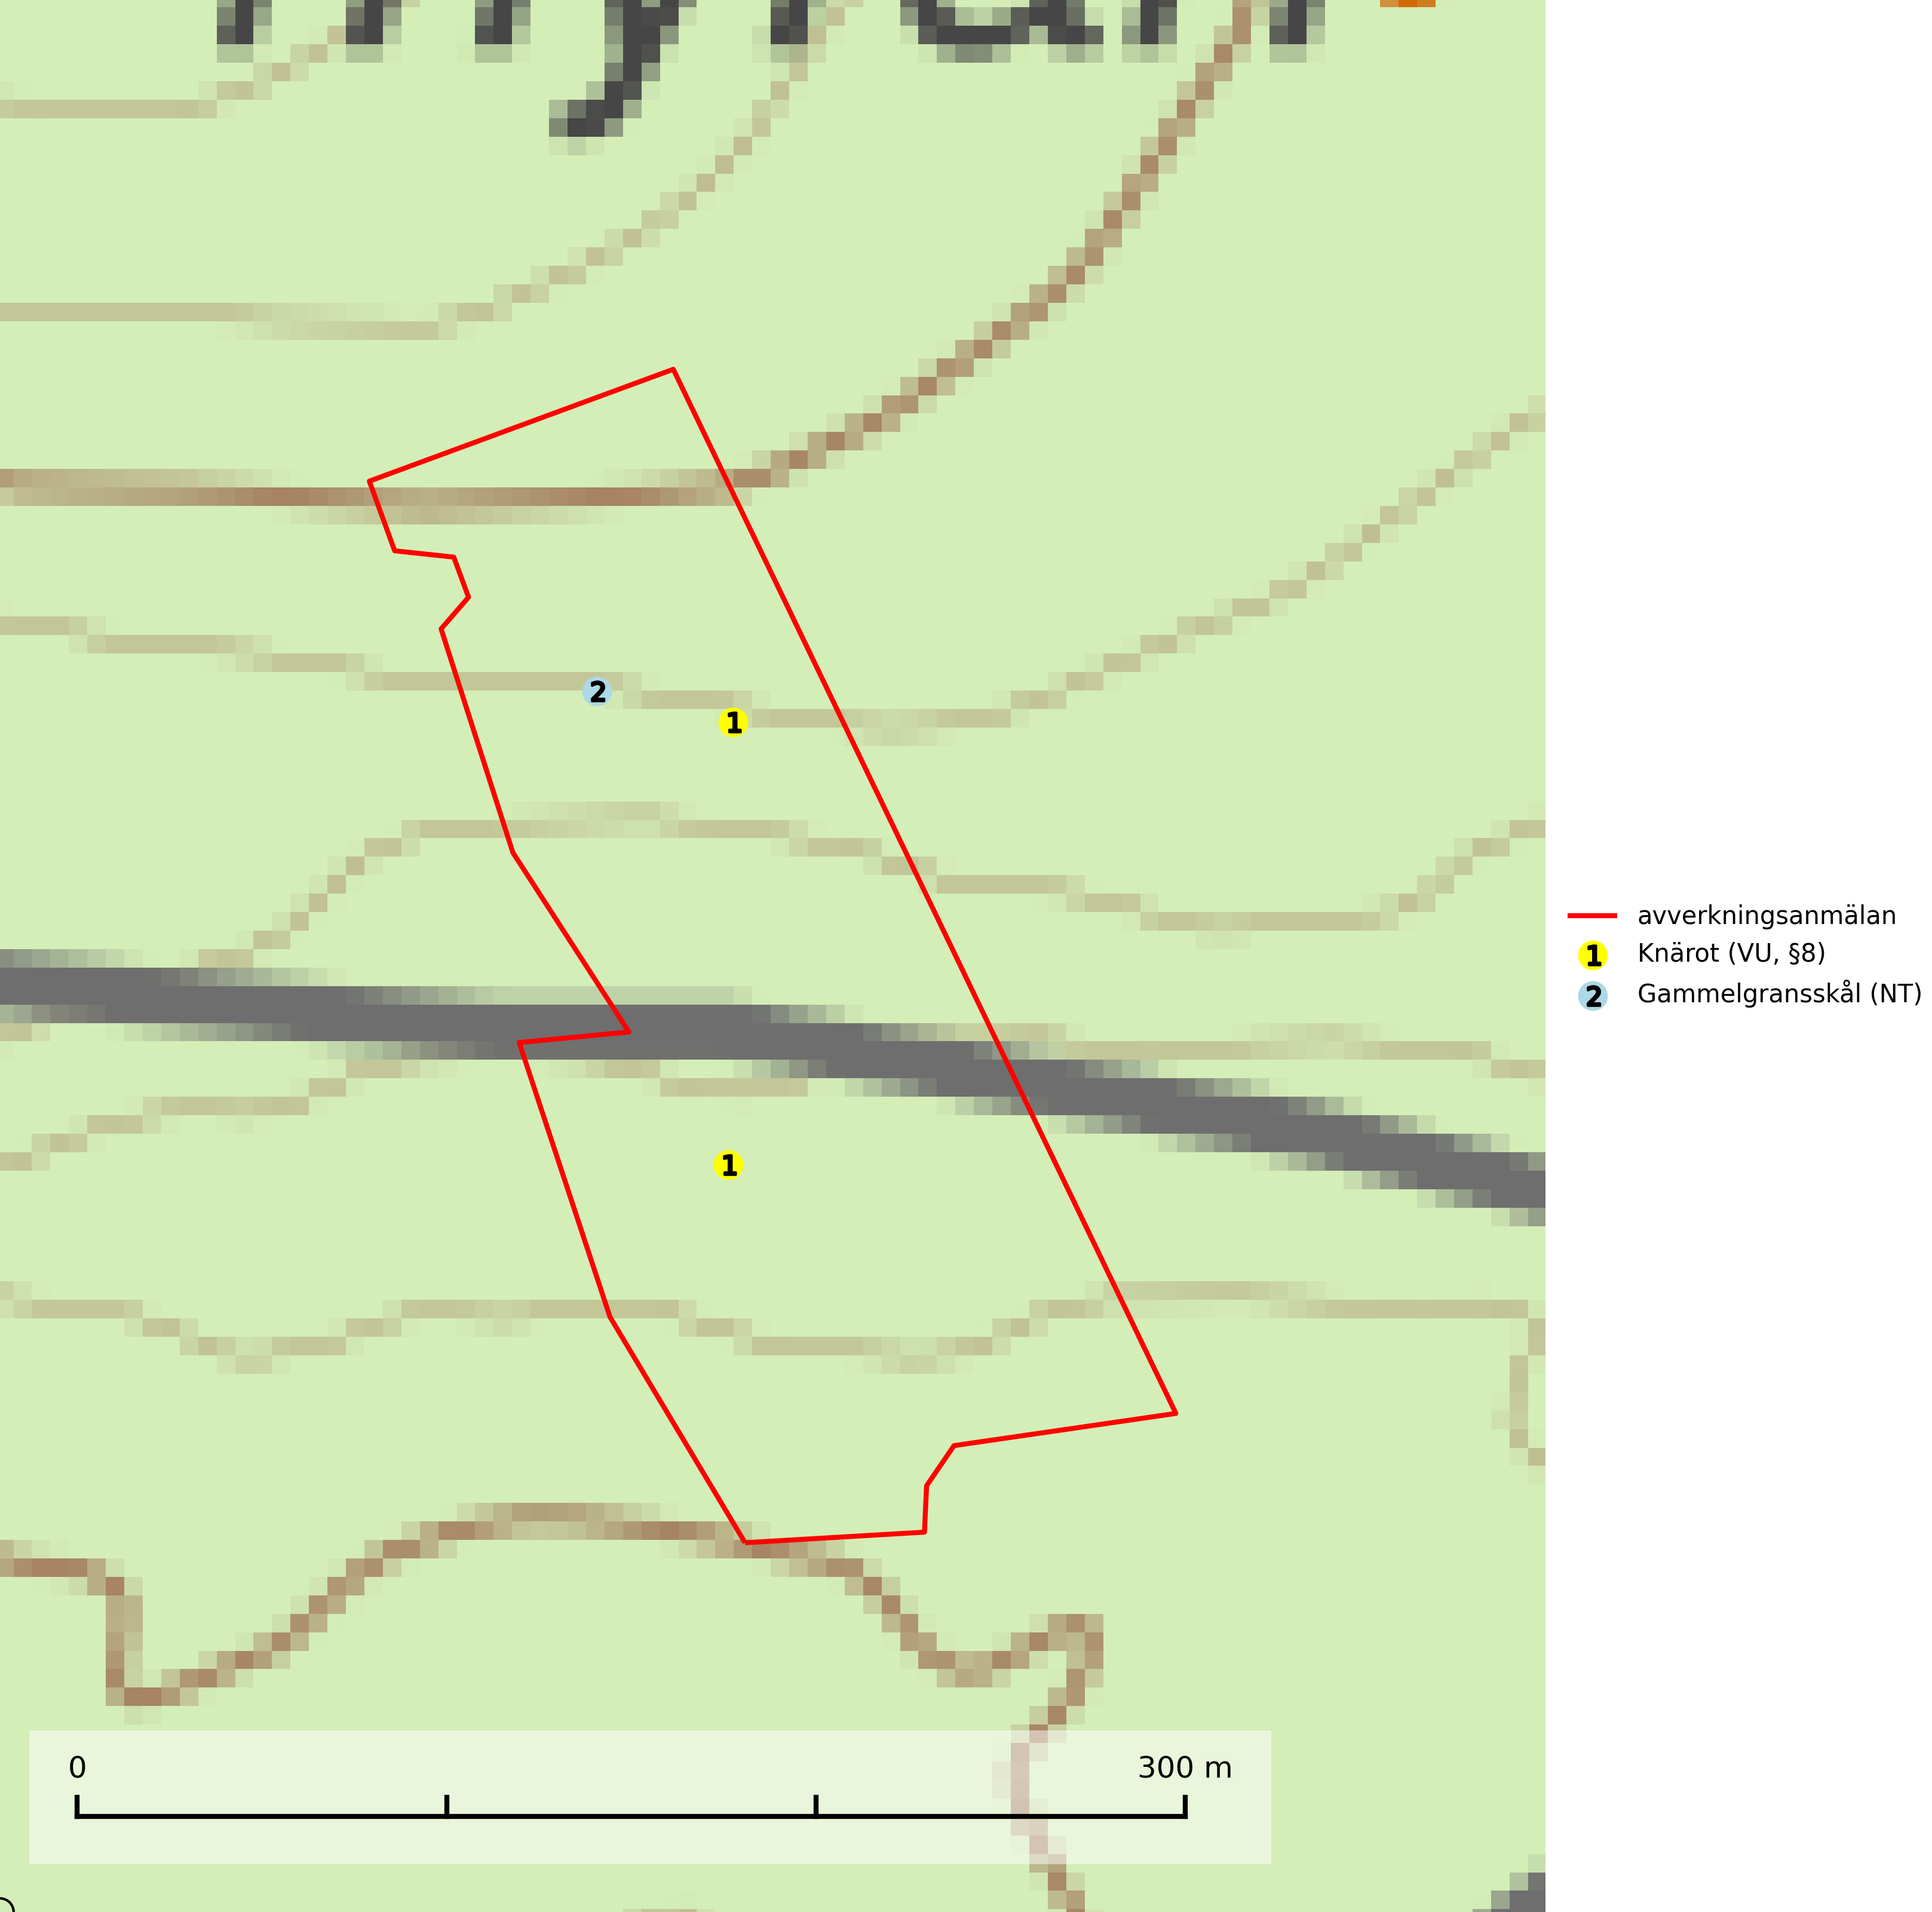 2
1
1
avverkningsanmälan
1 Knärot (VU, §8)
2 Gammelgransskål (NT)
0 300 m